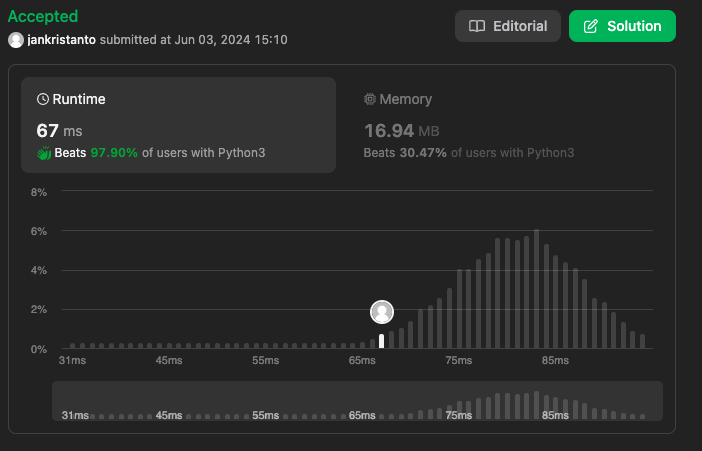 Accepted
jankristanto submitted at Jun 03, 2024 15:10
Editorial
Solution
Runtime
67 ms
Beats 97.90% of users with Python3
Memory
16.94 MB
Beats 30.47% of users with Python3
8%
6%
4%
2%
0%
31ms 45ms 55ms 65ms 75ms 85ms
31ms 45ms 55ms 65ms 75ms 85ms